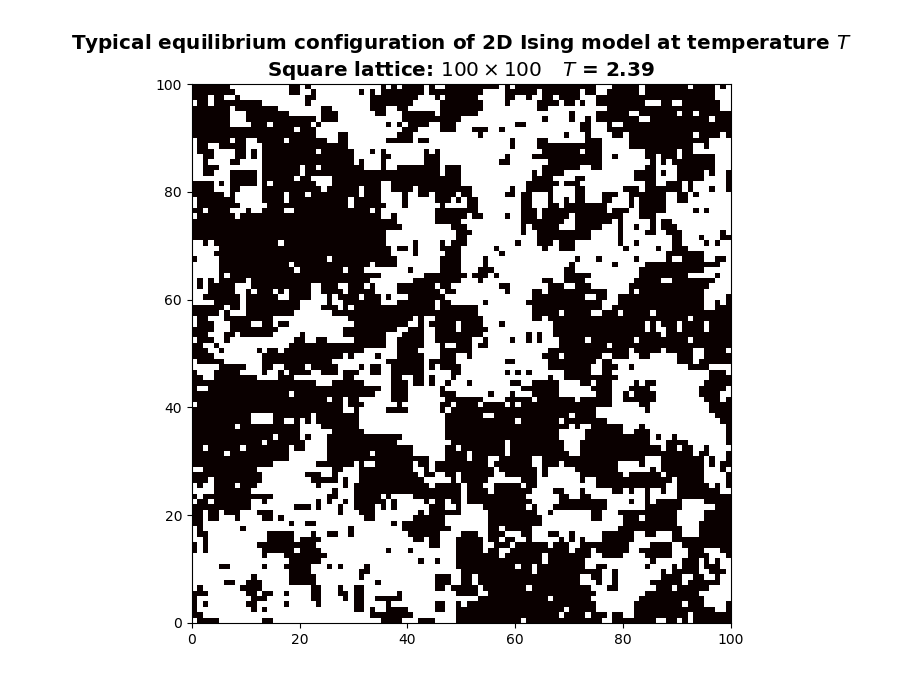 Typical equilibrium configuration of 2D Ising model at temperature T
Square lattice: 100 × 100 T = 2.39
100
80
60
40
20
0
0 20 40 60 80 100